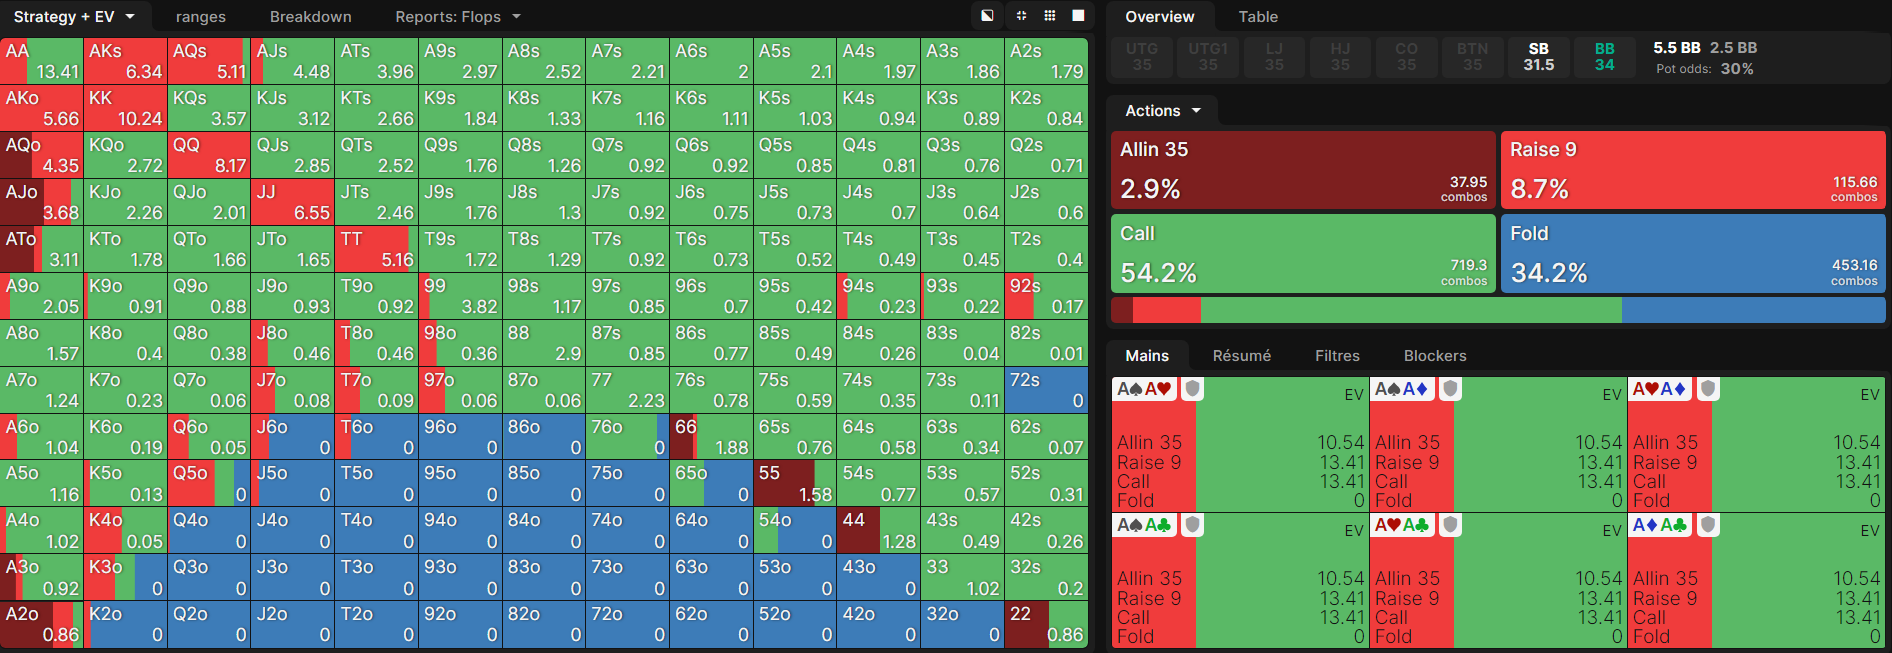 Strategy + EV ranges Breakdown Reports: Flops
AA AKs AQs AJs ATs A9s A8s A7s A6s A5s A4s A3s A2s
13.41 6.34 5.11 4.48 3.96 2.97 2.52 2.21 2 2.1 1.97 1.86 1.79
AKo KK KQs KJs KTs K9s K8s K7s K6s K5s K4s K3s K2s
5.66 10.24 3.57 3.12 2.66 1.84 1.33 1.16 1.11 1.03 0.94 0.89 0.84
AQo KQo QQ QJs QTs Q9s Q8s Q7s Q6s Q5s Q4s Q3s Q2s
4.35 2.72 8.17 2.85 2.52 1.76 1.26 0.92 0.92 0.85 0.81 0.76 0.71
AJo KJo QJo JJ JTs J9s J8s J7s J6s J5s J4s J3s J2s
3.68 2.26 2.01 6.55 2.46 1.76 1.3 0.92 0.75 0.73 0.7 0.64 0.6
ATo KTo QTo JTo TT T9s T8s T7s T6s T5s T4s T3s T2s
3.11 1.78 1.66 1.65 5.16 1.72 1.29 0.92 0.73 0.52 0.49 0.45 0.4
A9o K9o Q9o J9o T9o 99 98s 97s 96s 95s 94s 93s 92s
2.05 0.91 0.88 0.93 0.92 3.82 1.17 0.85 0.7 0.42 0.23 0.22 0.17
A8o K8o Q8o J8o T8o 98o 88 87s 86s 85s 84s 83s 82s
1.57 0.4 0.38 0.46 0.46 0.36 2.9 0.85 0.77 0.49 0.26 0.04 0.01
A7o K7o Q7o J7o T7o 97o 87o 77 76s 75s 74s 73s 72s
1.24 0.23 0.06 0.08 0.09 0.06 0.06 2.23 0.78 0.59 0.35 0.11 0
A6o K6o Q6o J6o T6o 96o 86o 76o 66 65s 64s 63s 62s
1.04 0.19 0.05 0 0 0 0 0 1.88 0.76 0.58 0.34 0.07
A5o K5o Q5o J5o T5o 95o 85o 75o 65o 55 54s 53s 52s
1.16 0.13 0 0 0 0 0 0 0 1.58 0.77 0.57 0.31
A4o K4o Q4o J4o T4o 94o 84o 74o 64o 54o 44 43s 42s
1.02 0.05 0 0 0 0 0 0 0 0 1.28 0.49 0.26
A3o K3o Q3o J3o T3o 93o 83o 73o 63o 53o 43o 33 32s
0.92 0 0 0 0 0 0 0 0 0 0 1.02 0.2
A2o K2o Q2o J2o T2o 92o 82o 72o 62o 52o 42o 32o 22
0.86 0 0 0 0 0 0 0 0 0 0 0 0.86
Overview Table
UTG UTG1 LJ HJ CO BTN SB BB 5.5 BB 2.5 BB
35 35 35 35 35 35 31.5 34 Pot odds: 30%
Actions
Allin 35 Raise 9
2.9% 37.95 combos 8.7% 115.66 combos
Call Fold
54.2% 719.3 combos 34.2% 453.16 combos
Mains Résumé Filtres Blockers
A♠A♥ EV A♠A♦ EV A♥A♦ EV
Allin 35 10.54 Allin 35 10.54 Allin 35 10.54
Raise 9 13.41 Raise 9 13.41 Raise 9 13.41
Call 13.41 Call 13.41 Call 13.41
Fold 0 Fold 0 Fold 0
A♠A♣ EV A♥A♣ EV A♦A♣ EV
Allin 35 10.54 Allin 35 10.54 Allin 35 10.54
Raise 9 13.41 Raise 9 13.41 Raise 9 13.41
Call 13.41 Call 13.41 Call 13.41
Fold 0 Fold 0 Fold 0